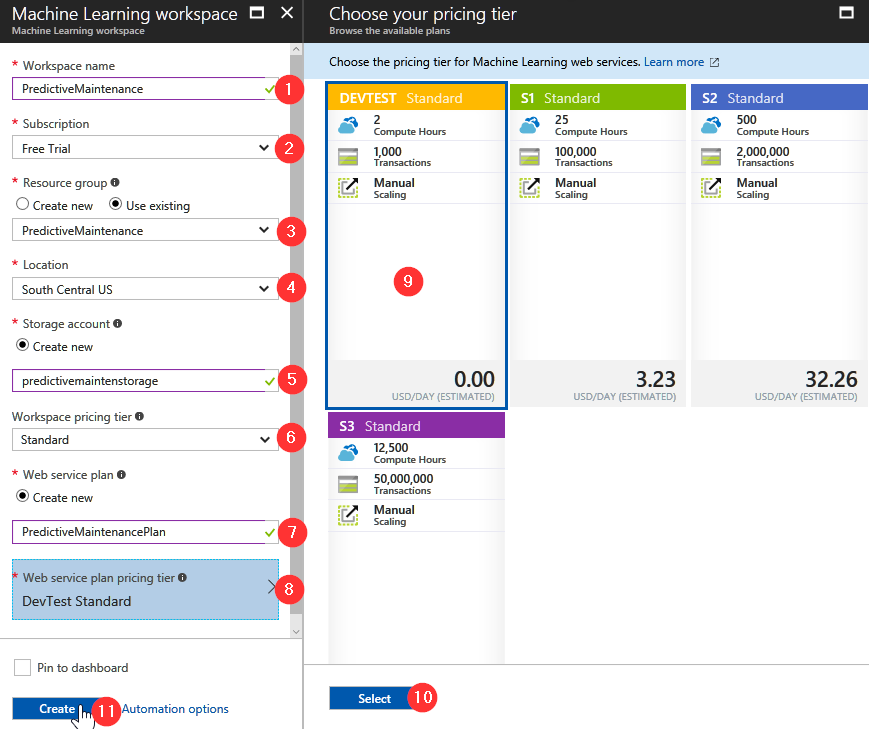 Machine Learning workspace
Machine Learning workspace
* Workspace name
PredictiveMaintenance
1
* Subscription
Free Trial
2
* Resource group
Create new Use existing
PredictiveMaintenance
3
* Location
South Central US
4
* Storage account
Create new
predictivemaintenstorage
5
Workspace pricing tier
Standard
6
* Web service plan
Create new
PredictiveMaintenancePlan
7
* Web service plan pricing tier
DevTest Standard
8
Pin to dashboard
Create
11
Automation options
Choose your pricing tier
Browse the available plans
Choose the pricing tier for Machine Learning web services. Learn more
DEVTEST Standard
2
Compute Hours
1,000
Transactions
Manual
Scaling
9
0.00
USD/DAY (ESTIMATED)
S1 Standard
25
Compute Hours
100,000
Transactions
Manual
Scaling
3.23
USD/DAY (ESTIMATED)
S2 Standard
500
Compute Hours
2,000,000
Transactions
Manual
Scaling
32.26
USD/DAY (ESTIMATED)
S3 Standard
12,500
Compute Hours
50,000,000
Transactions
Manual
Scaling
Select
10